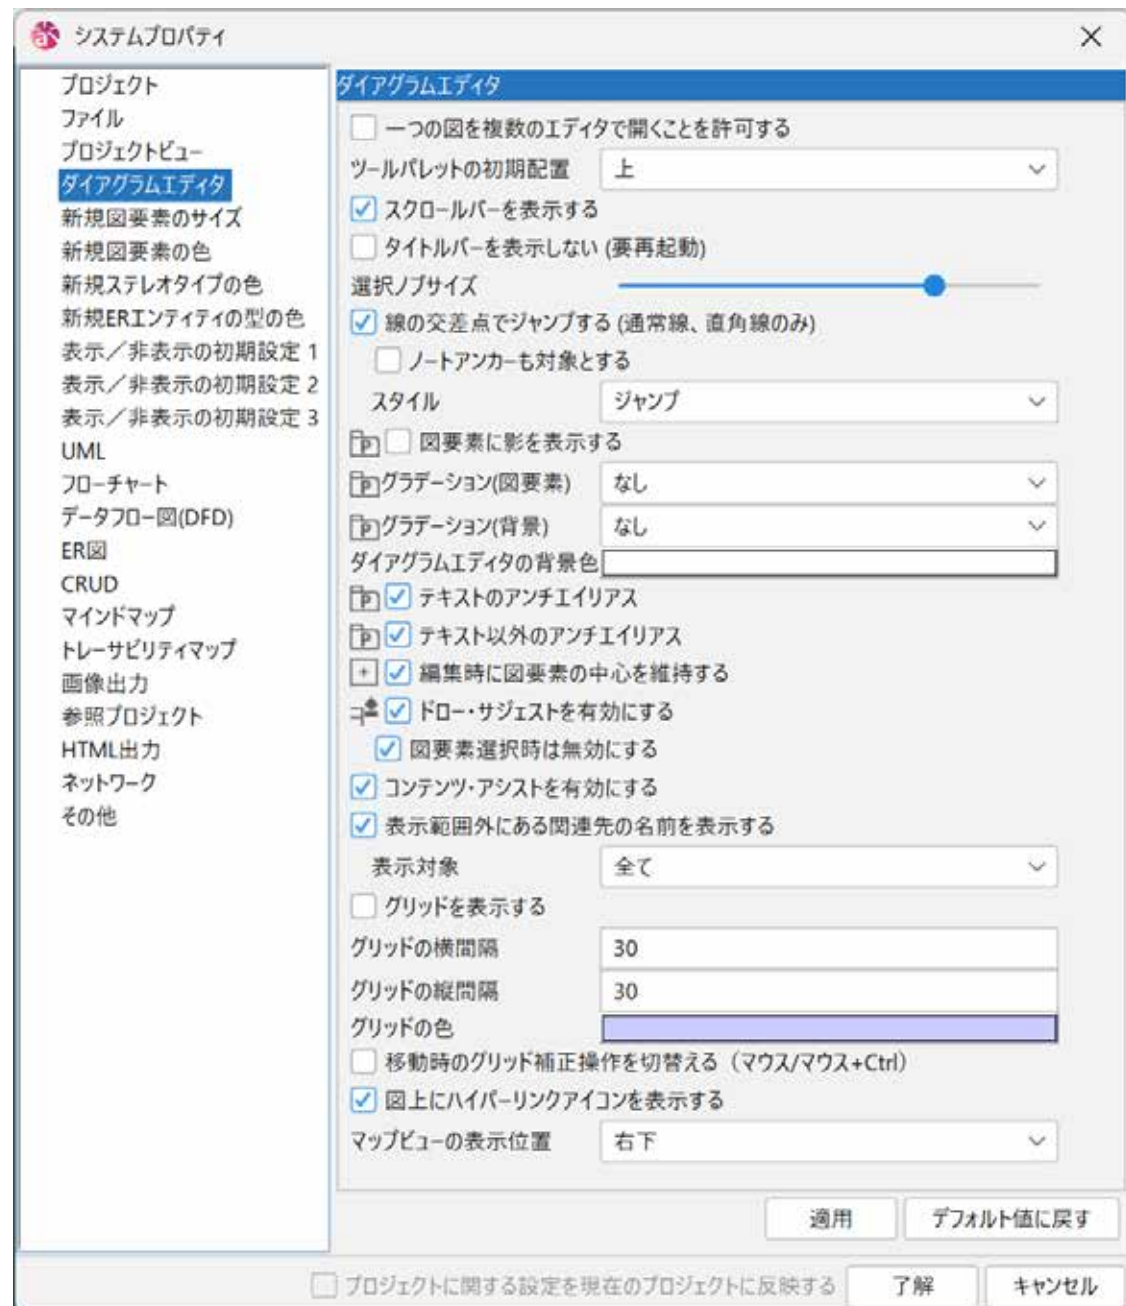 システムプロパティ
プロジェクト
ファイル
プロジェクトビュー
ダイアグラムエディタ
新規図要素のサイズ
新規図要素の色
新規ステレオタイプの色
新規ERエンティティの型の色
表示／非表示の初期設定 1
表示／非表示の初期設定 2
表示／非表示の初期設定 3
UML
フローチャート
データフロー図(DFD)
ER図
CRUD
マインドマップ
トレーサビリティマップ
画像出力
参照プロジェクト
HTML出力
ネットワーク
その他
ダイアグラムエディタ
一つの図を複数のエディタで開くことを許可する
ツールパレットの初期配置 上
スクロールバーを表示する
タイトルバーを表示しない (要再起動)
選択ノブサイズ
線の交差点でジャンプする (通常線、直角線のみ)
ノートアンカーも対象とする
スタイル ジャンプ
P 図要素に影を表示する
P グラデーション(図要素) なし
P グラデーション(背景) なし
ダイアグラムエディタの背景色
P テキストのアンチエイリアス
P テキスト以外のアンチエイリアス
編集時に図要素の中心を維持する
ドロー・サジェストを有効にする
図要素選択時は無効にする
コンテンツ・アシストを有効にする
表示範囲外にある関連先の名前を表示する
表示対象 全て
グリッドを表示する
グリッドの横間隔 30
グリッドの縦間隔 30
グリッドの色
移動時のグリッド補正操作を切替える（マウス/マウス+Ctrl）
図上にハイパーリンクアイコンを表示する
マップビューの表示位置 右下
適用 デフォルト値に戻す
プロジェクトに関する設定を現在のプロジェクトに反映する 了解 キャンセル